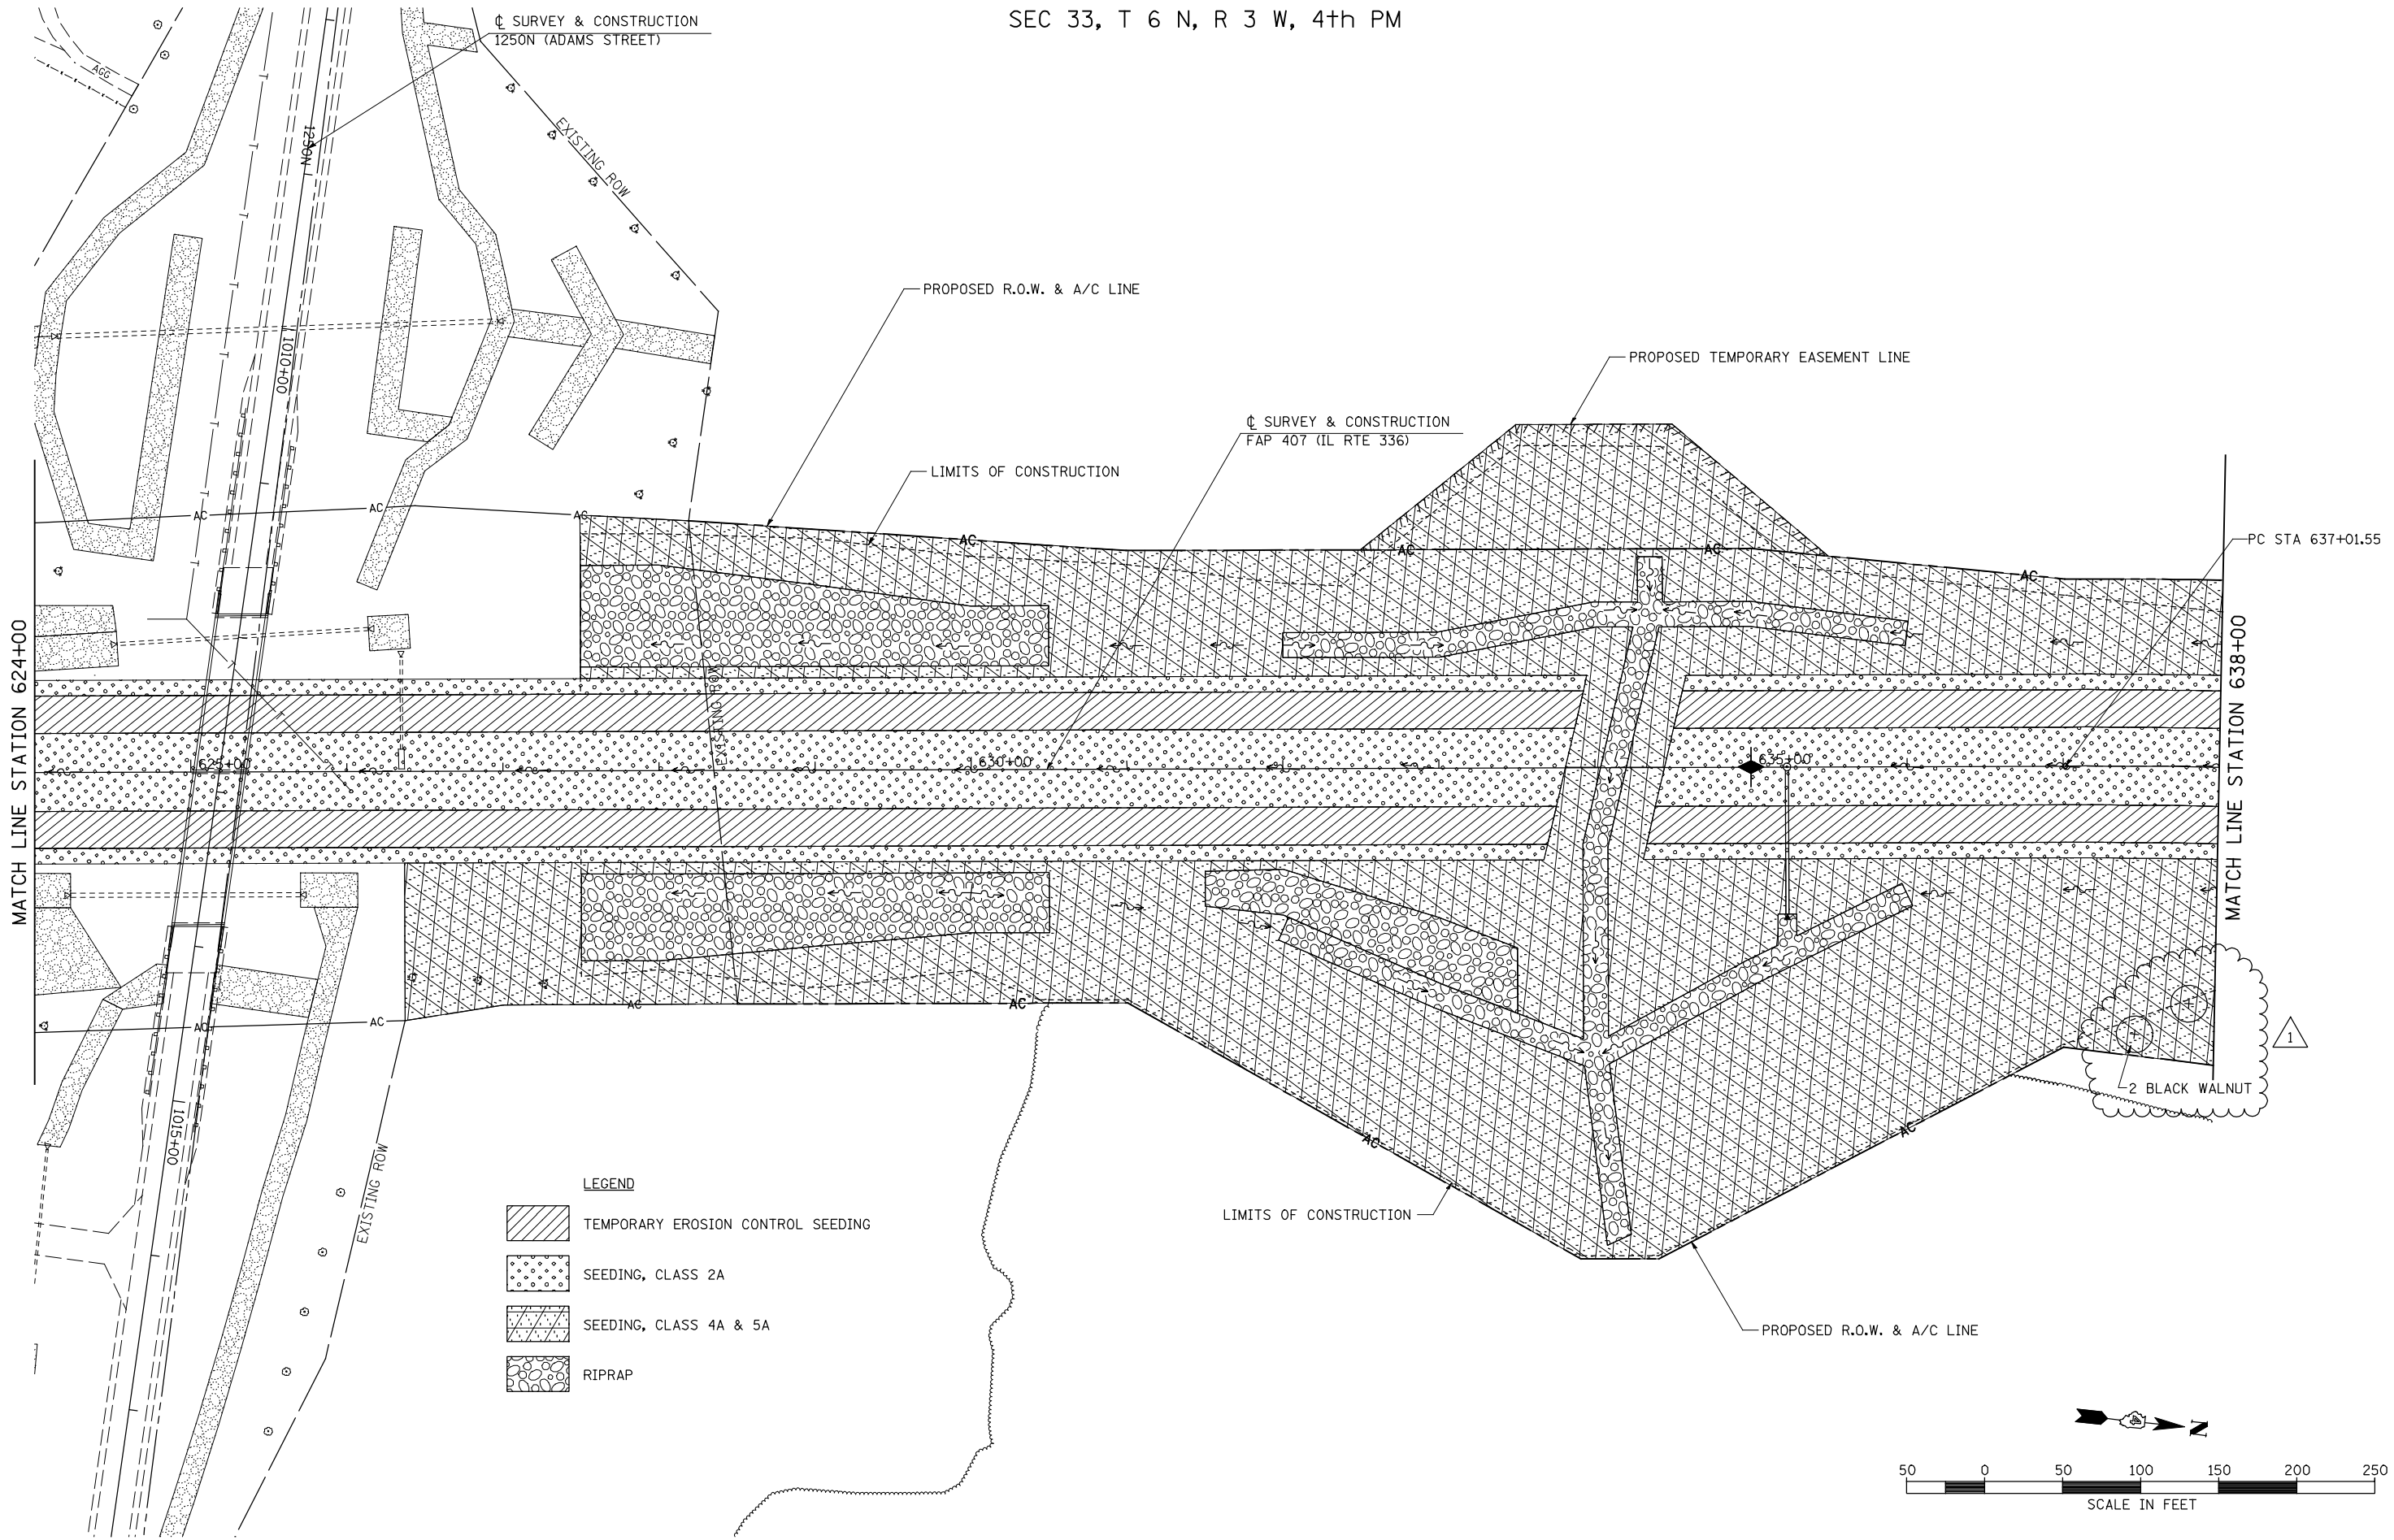 SEC 33, T 6 N, R 3 W, 4th PM
℄ SURVEY & CONSTRUCTION
1250N (ADAMS STREET)
AGG
1250N
EXISTING ROW
1010+00
PROPOSED R.O.W. & A/C LINE
PROPOSED TEMPORARY EASEMENT LINE
℄ SURVEY & CONSTRUCTION
FAP 407 (IL RTE 336)
LIMITS OF CONSTRUCTION
AC
AC
AC
AC
AC
AC
AC
PC STA 637+01.55
MATCH LINE STATION 624+00
MATCH LINE STATION 638+00
EXISTING ROW
625+00
630+00
635+00
AC
AC
AC
AC
AC
AC
1
2 BLACK WALNUT
1015+00
EXISTING ROW
LIMITS OF CONSTRUCTION
PROPOSED R.O.W. & A/C LINE
LEGEND
TEMPORARY EROSION CONTROL SEEDING
SEEDING, CLASS 2A
SEEDING, CLASS 4A & 5A
RIPRAP
N
50 0 50 100 150 200 250
SCALE IN FEET